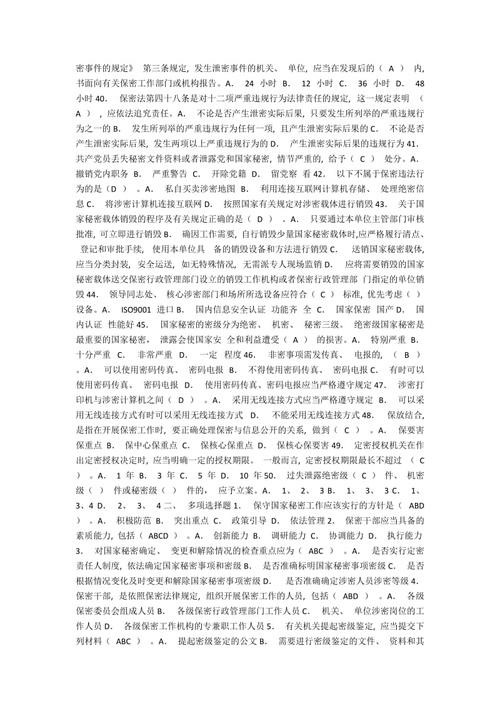 密事件的规定》 第三条规定, 发生泄密事件的机关、 单位, 应当在发现后的（ A ） 内,
书面向有关保密工作部门或机构报告。A． 24 小时 B． 12 小时 C． 36 小时 D． 48
小时 40． 保密法第四十八条是对十二项严重违规行为法律责任的规定, 这一规定表明（
A ） , 应依法追究责任。A． 不论是否产生泄密实际后果, 只要发生所列举的严重违规行
为之一的 B． 发生所列举的严重违规行为任何一项, 且产生泄密实际后果的 C． 不论是否
产生泄密实际后果, 发生两项以上严重违规行为的 D． 产生泄密实际后果的违规行为 41．
共产党员丢失秘密文件资料或者泄露党和国家秘密, 情节严重的, 给予（ C ） 处分。A．
撤销党内职务 B． 严重警告 C． 开除党籍 D． 留党察 看 42． 以下不属于保密违法行
为的是(D ） 。A． 私自买卖涉密地图 B． 利用连接互联网计算机存储、 处理绝密信
息 C． 将涉密计算机连接互联网 D． 按照国家有关规定对涉密载体进行销毁 43． 关于国
家秘密载体销毁的程序及有关规定正确的是（ D ） 。A． 只要通过本单位主管部门审核
批准, 可立即进行销毁 B． 确因工作需要, 自行销毁少量国家秘密载体时,应严格履行清点、
登记和审批手续, 使用本单位具 备的销毁设备和方法进行销毁 C． 送销国家秘密载体,
应当分类封装, 安全运送, 如无特殊情况, 无需派专人现场监销 D． 应将需要销毁的国家
秘密载体送交保密行政管理部门设立的销毁工作机构或者保密行政管理部 门指定的单位销
毁 44． 领导同志处、 核心涉密部门和场所所选设备应符合（ C ） 标准, 优先考虑（ ）
设备。A． ISO9001 进口 B． 国内信息安全认证 功能齐 全 C． 国家保密 国产 D． 国
内认证 性能好 45． 国家秘密的密级分为绝密、 机密、 秘密三级。 绝密级国家秘密是
最重要的国家秘密, 泄露会使国家安 全和利益遭受（ A ） 的损害。A． 特别严重 B．
十分严重 C． 非常严重 D． 一定 程度 46． 非密事项需发传真、 电报的, （ B ）
。A． 可以使用密码传真、 密码电报 B． 不得使用密码传真、 密码电报 C． 有时可以
使用密码传真、 密码电报 D． 使用密码传真、密码电报应当严格遵守规定 47． 涉密打
印机与涉密计算机之间（ D ） 。A． 采用无线连接方式应当严格遵守规定 B． 可以采
用无线连接方式有时可以采用无线连接方式 D． 不能采用无线连接方式 48． 保放结合,
是指在开展保密工作时, 要正确处理保密与信息公开的关系, 做到（ C ） 。A． 保要害
保重点 B． 保中心保重点 C． 保核心保重点 D． 保核心保要害 49． 定密授权机关在作
出定密授权决定时, 应当明确一定的授权期限。 一般而言, 定密授权期限最长不超过（ C
） 。A． 1 年 B． 3 年 C． 5 年 D． 10 年 50． 过失泄露绝密级（ C ） 件、 机密
级（ ） 件或秘密级（ ） 件的, 应予立案。A． 1、 2、 3 B． 1、 3、 3 C． 1、
3、4 D． 2、 3、 4 二、 多项选择题 1． 保守国家秘密工作应该实行的方针是（ ABD
） 。A． 积极防范 B． 突出重点 C． 政策引导 D． 依法管理 2． 保密干部应当具备的
素质能力, 包括（ ABCD ） 。A． 创新能力 B． 调研能力 C． 协调能力 D． 执行能力
3． 对国家秘密确定、 变更和解除情况的检查重点应为（ ABC ） 。A． 是否实行定密
责任人制度, 依法确定国家秘密事项和密级 B． 是否准确标明国家秘密事项密级 C． 是否
根据情况变化及时变更和解除国家秘密事项密级 D． 是否准确确定涉密人员涉密等级 4．
保密干部, 是依照保密法律规定, 组织开展保密工作的人员, 包括（ ABD ） 。A． 各级
保密委员会组成人员 B． 各级保密行政管理部门工作人员 C． 机关、 单位涉密岗位的工
作人员 D． 各级保密工作机构的专兼职工作人员 5． 有关机关提起密级鉴定, 应当提交下
列材料（ ABC ） 。A． 提起密级鉴定的公文 B． 需要进行密级鉴定的文件、 资料和其